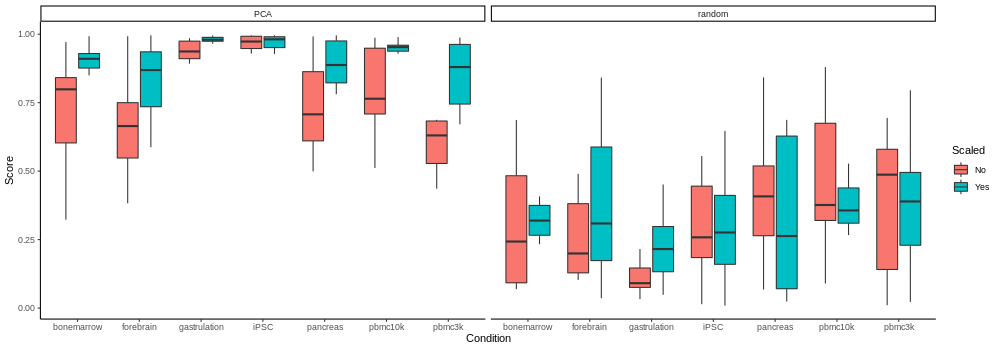 PCA
random
Score
1.00
0.75
0.50
0.25
0.00
bonemarrow forebrain gastrulation iPSC pancreas pbmc10k pbmc3k
bonemarrow forebrain gastrulation iPSC pancreas pbmc10k pbmc3k
Condition
Scaled
No
Yes